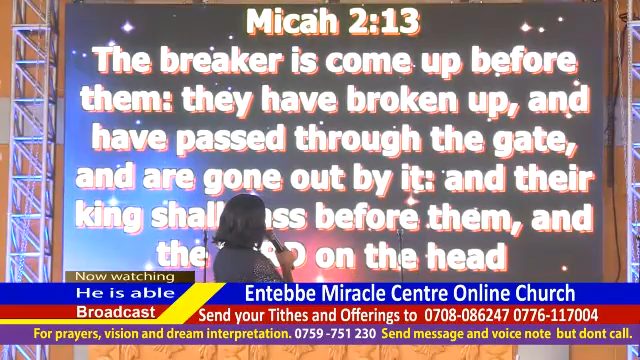 Micah 2:13
The breaker is come up before
them: they have broken up, and
have passed through the gate,
and are gone out by it: and their
king shall before them, and
the on the head
Now watching
He is able
Broadcast
Entebbe Miracle Centre Online Church
Send your Tithes and Offerings to 0708-086247 0776-117004
For prayers, vision and dream interpretation. 0759 -751 230 Send message and voice note but dont call.